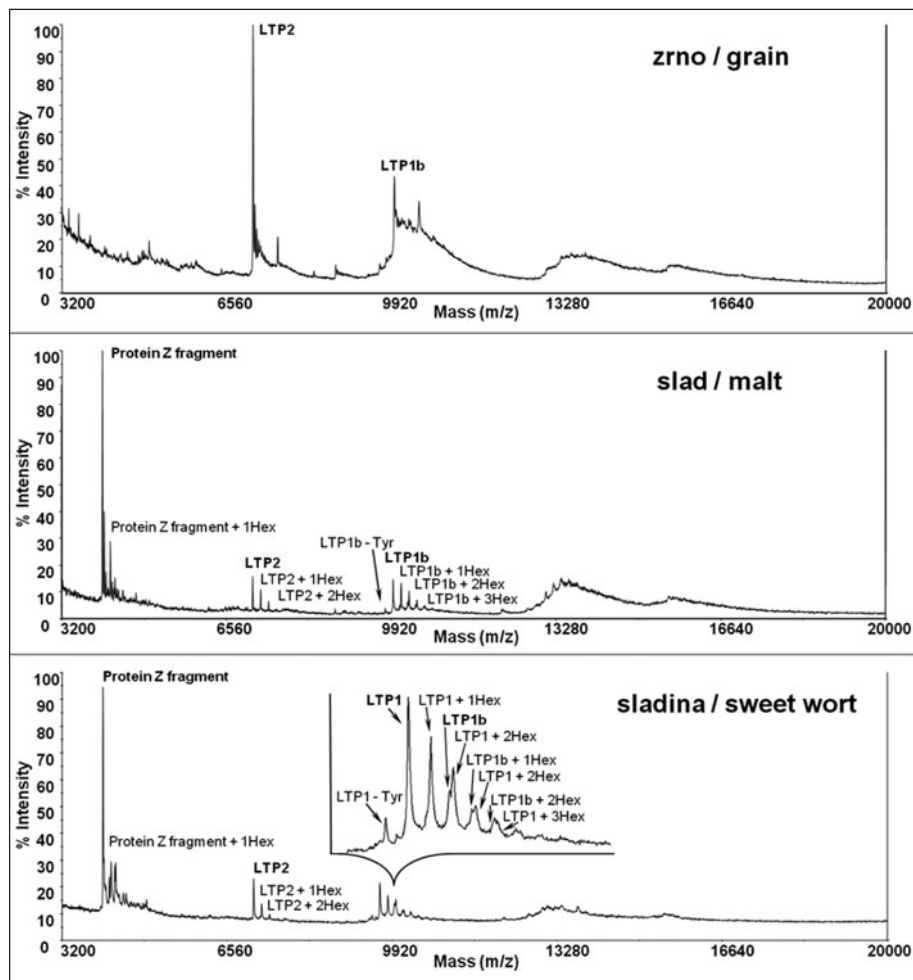 zrno / grain
% Intensity
100
90
80
70
60
50
40
30
20
10
0
LTP2
LTP1b
3200
6560
9920
13280
16640
20000
Mass (m/z)
slad / malt
% Intensity
100
90
80
70
60
50
40
30
20
10
0
Protein Z fragment
Protein Z fragment + 1Hex
LTP2
LTP2 + 1Hex
LTP2 + 2Hex
LTP1b - Tyr
LTP1b
LTP1b + 1Hex
LTP1b + 2Hex
LTP1b + 3Hex
3200
6560
9920
13280
16640
20000
Mass (m/z)
sladina / sweet wort
% Intensity
100
90
80
70
60
50
40
30
20
10
0
Protein Z fragment
Protein Z fragment + 1Hex
LTP2
LTP2 + 1Hex
LTP2 + 2Hex
LTP1 - Tyr
LTP1
LTP1 + 1Hex
LTP1b
LTP1 + 2Hex
LTP1b + 1Hex
LTP1 + 2Hex
LTP1b + 2Hex
LTP1 + 3Hex
3200
6560
9920
13280
16640
20000
Mass (m/z)